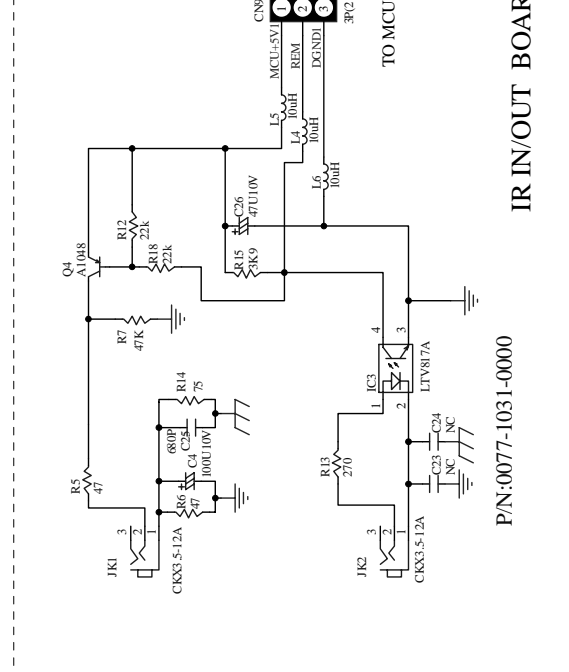 CN9
1 2 3
3P(2
TO MCU
MCU+5V1
REM
DGND1
L5
10uH
L4
10uH
L6
10uH
Q4
A1048
R12
22k
R18
22k
C26
+
47U10V
R15
3K9
R7
47K
R5
47
R14
75
680P
C25
C4
+
100U10V
R6
47
JK1
3
2
1
CKX3.5-12A
IC3
4
3
1
2
LTV817A
R13
270
C24
NC
C23
NC
JK2
3
2
1
CKX3.5-12A
IR IN/OUT BOAR
P/N:0077-1031-0000